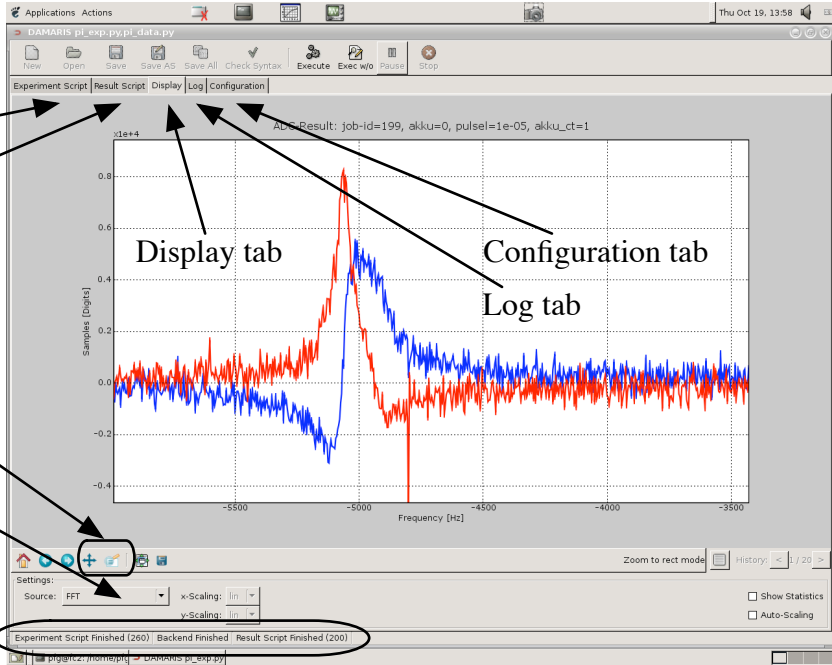 Applications Actions
Thu Oct 19, 13:58
DAMARIS pi_exp.py,pi_data.py
New Open Save Save AS Save All Check Syntax Execute Exec w/o Pause Stop
Experiment Script Result Script Display Log Configuration
ADC-Result: job-id=199, akku=0, pulsel=1e-05, akku_ct=1
x1e+4
0.8
0.6
0.4
0.2
0.0
−0.2
−0.4
Samples [Digits]
Display tab
Configuration tab
Log tab
−5500 −5000 −4500 −4000 −3500
Frequency [Hz]
Zoom to rect mode
History: < 1 / 20 >
Settings:
Source: FFT
x-Scaling: lin
Show Statistics
y-Scaling: lin
Auto-Scaling
Experiment Script Finished (260) Backend Finished Result Script Finished (200)
DAMARIS pi_exp.py